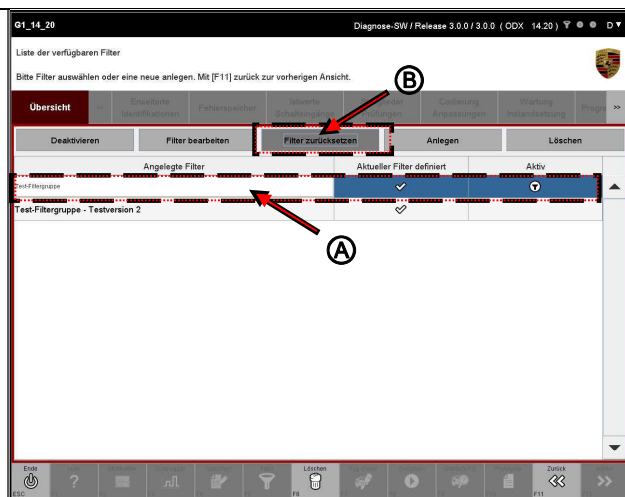 G1_14_20
Diagnose-SW / Release 3.0.0 / 3.0.0 ( ODX 14.20 )
D
Liste der verfügbaren Filter
Bitte Filter auswählen oder eine neue anlegen. Mit [F11] zurück zur vorherigen Ansicht.
B
Übersicht
Erweiterte Identifikationen
Fehlerspeicher
Istwerte
Codierung Anpassungen
Wartung Instandsetzung
Deaktivieren
Filter bearbeiten
Filter zurücksetzen
Anlegen
Löschen
Angelegte Filter
Aktueller Filter definiert
Aktiv
Test-Filtergruppe
Test-Filtergruppe - Testversion 2
A
Ende
ESC
Löschen
F8
Zurück
F11